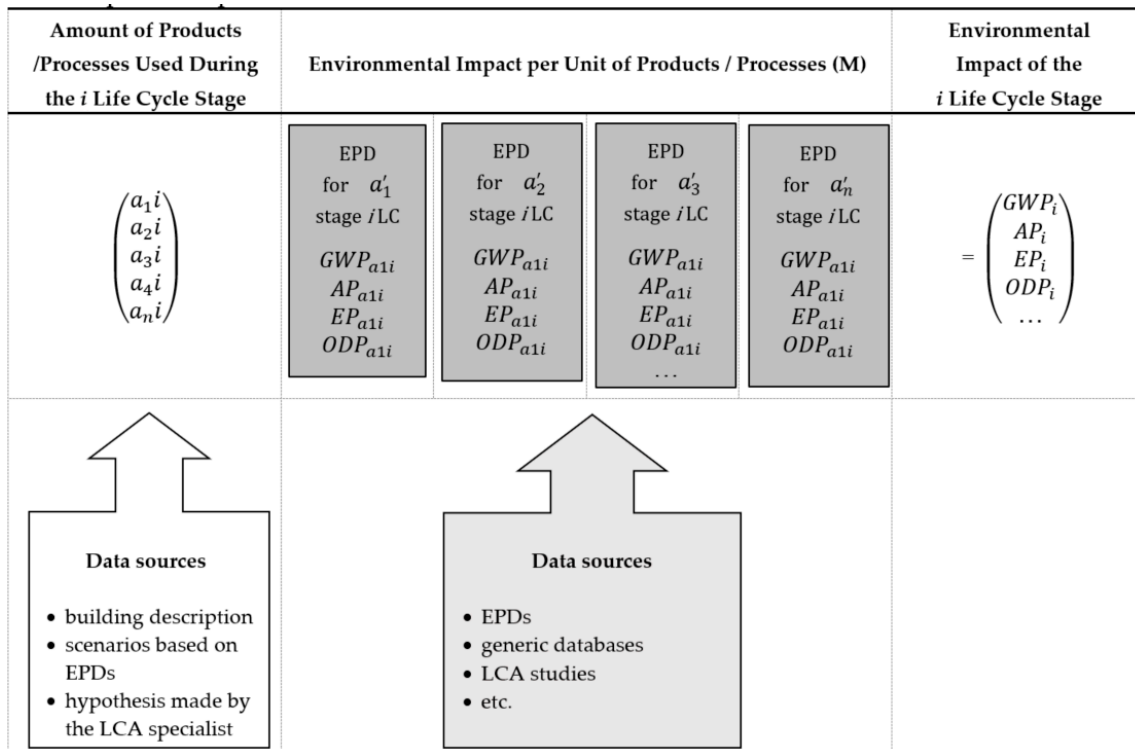 Amount of Products
/Processes Used During
the i Life Cycle Stage
Environmental Impact per Unit of Products / Processes (M)
Environmental
Impact of the
i Life Cycle Stage
a₁i
a₂i
a₃i
a₄i
aₙi
EPD
for a′₁
stage i LC
GWPₐ₁ᵢ
APₐ₁ᵢ
EPₐ₁ᵢ
ODPₐ₁ᵢ
EPD
for a′₂
stage i LC
GWPₐ₁ᵢ
APₐ₁ᵢ
EPₐ₁ᵢ
ODPₐ₁ᵢ
EPD
for a′₃
stage i LC
GWPₐ₁ᵢ
APₐ₁ᵢ
EPₐ₁ᵢ
ODPₐ₁ᵢ
...
EPD
for a′ₙ
stage i LC
GWPₐ₁ᵢ
APₐ₁ᵢ
EPₐ₁ᵢ
ODPₐ₁ᵢ
=
GWPᵢ
APᵢ
EPᵢ
ODPᵢ
...
Data sources
• building description
• scenarios based on
EPDs
• hypothesis made by
the LCA specialist
Data sources
• EPDs
• generic databases
• LCA studies
• etc.